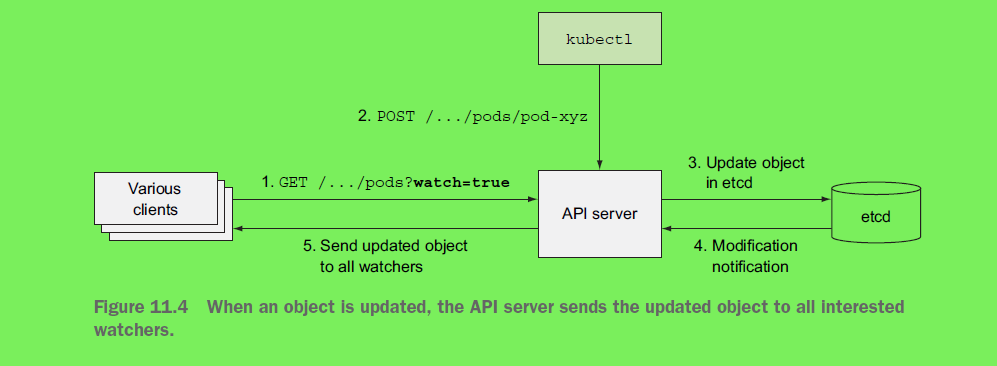 kubectl
2. POST /.../pods/pod-xyz
3. Update object
in etcd
1. GET /.../pods?watch=true
Various
clients
API server
etcd
5. Send updated object
to all watchers
4. Modification
notification
Figure 11.4 When an object is updated, the API server sends the updated object to all interested
watchers.